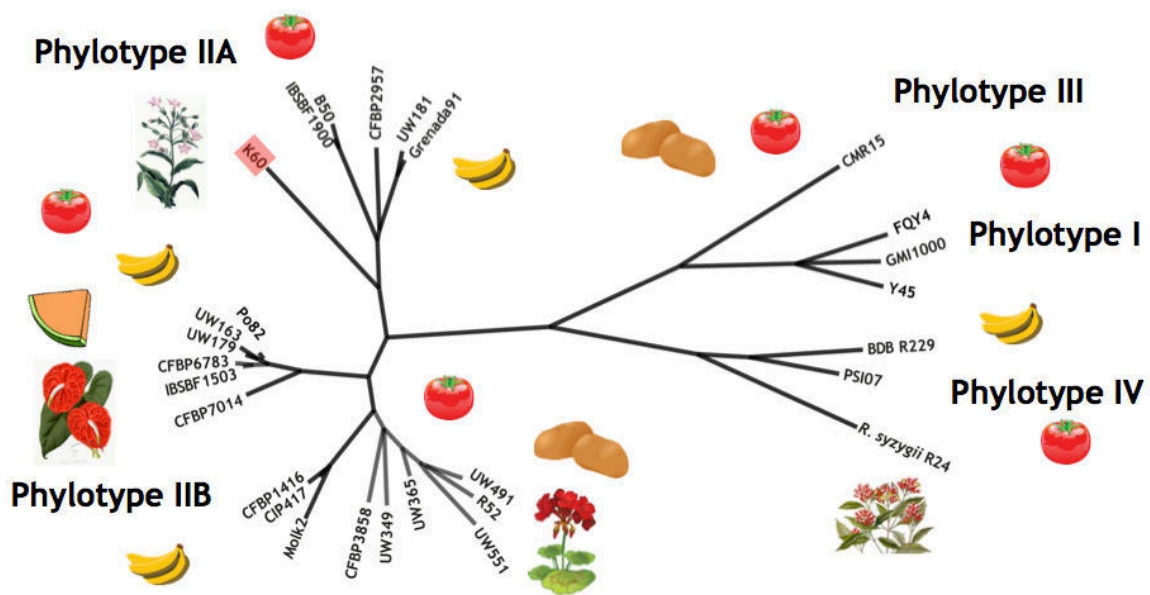 Phylotype IIA
K60
IBSBF1900
B50
CFBP2957
UW181
Grenada91
Phylotype III
CMR15
FQY4
GMI1000
Y45
Phylotype I
BDB R229
PSI07
R. syzygii R24
Phylotype IV
Po82
UW163
UW179
CFBP6783
IBSBF1503
CFBP7014
Phylotype IIB
CFBP1416
CIP417
Molk2
CFBP3858
UW349
UW365
UW491
R52
UW551